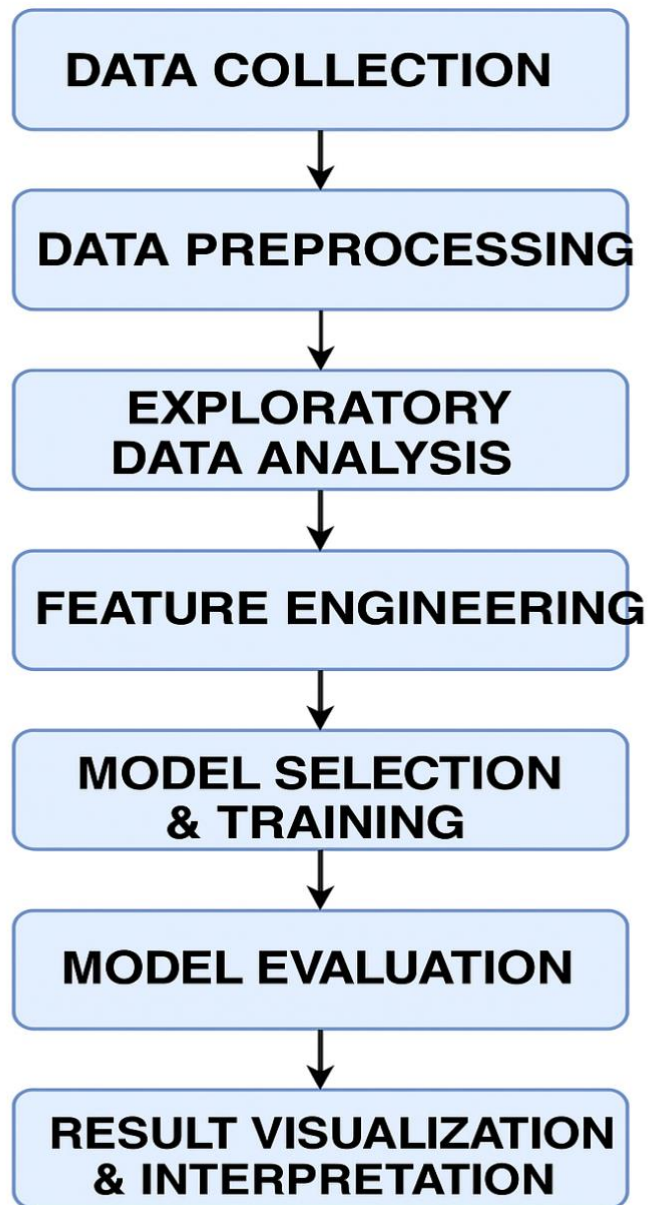 DATA COLLECTION
DATA PREPROCESSING
EXPLORATORY
DATA ANALYSIS
FEATURE ENGINEERING
MODEL SELECTION
& TRAINING
MODEL EVALUATION
RESULT VISUALIZATION
& INTERPRETATION